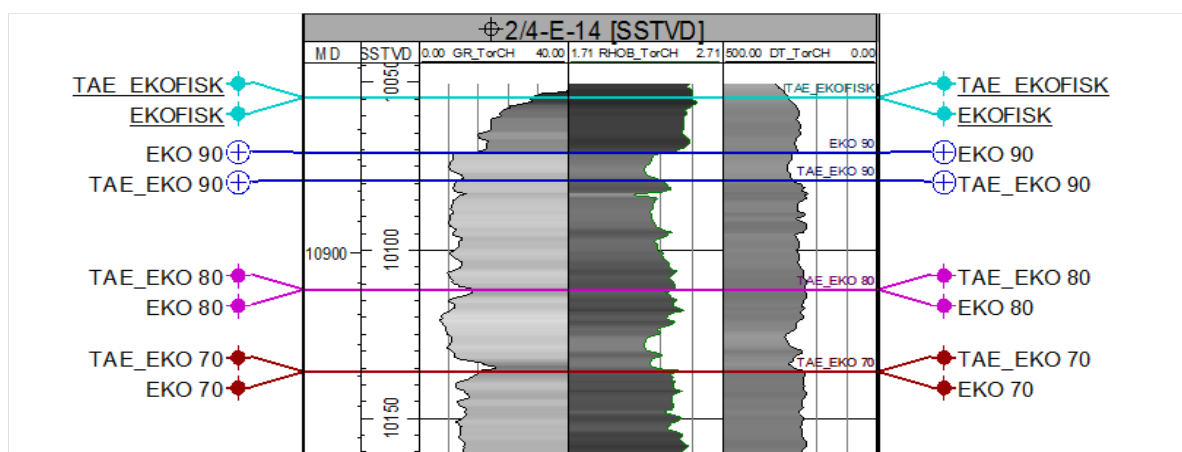 2/4-E-14 [SSTVD]
MD SSTVD 0.00 GR_TorCH 40.00 1.71 RHOB_TorCH 2.71 500.00 DT_TorCH 0.00
10050
TAE_EKOFISK TAE_EKOFISK TAE_EKOFISK
EKOFISK EKOFISK
EKO 90 EKO 90 EKO 90
TAE_EKO 90 TAE_EKO 90 TAE_EKO 90
10900 10100
TAE_EKO 80 TAE_EKO 80 TAE_EKO 80
EKO 80 EKO 80
TAE_EKO 70 TAE_EKO 70 TAE_EKO 70
EKO 70 EKO 70
10150